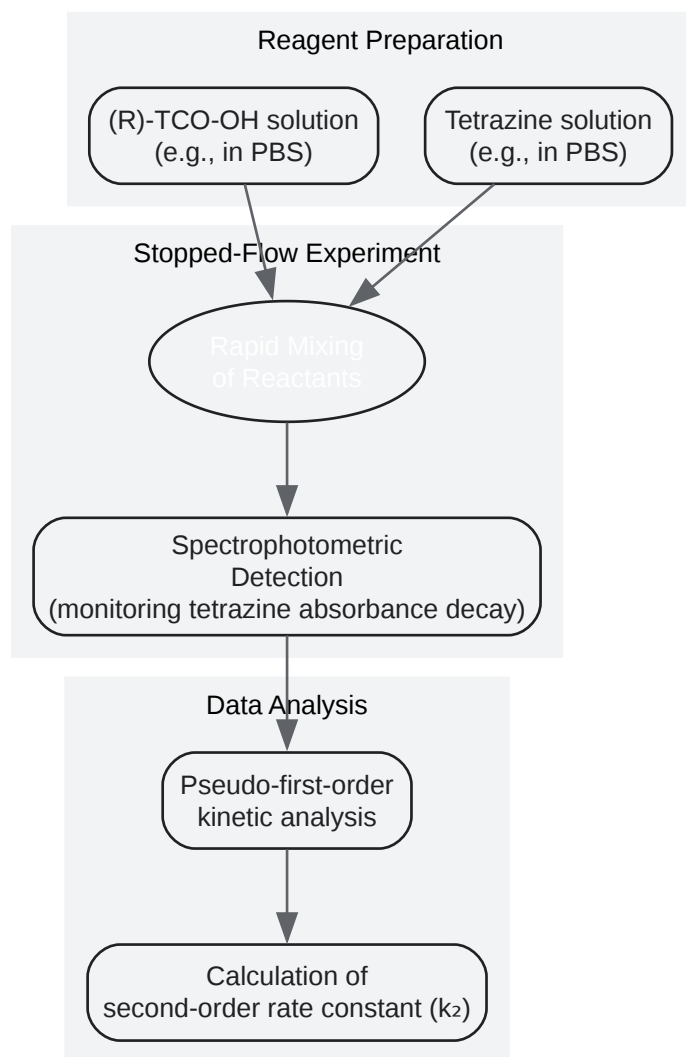 Reagent Preparation
(R)-TCO-OH solution
(e.g., in PBS)
Tetrazine solution
(e.g., in PBS)
Stopped-Flow Experiment
Rapid Mixing
of Reactants
Spectrophotometric
Detection
(monitoring tetrazine absorbance decay)
Data Analysis
Pseudo-first-order
kinetic analysis
Calculation of
second-order rate constant (k₂)